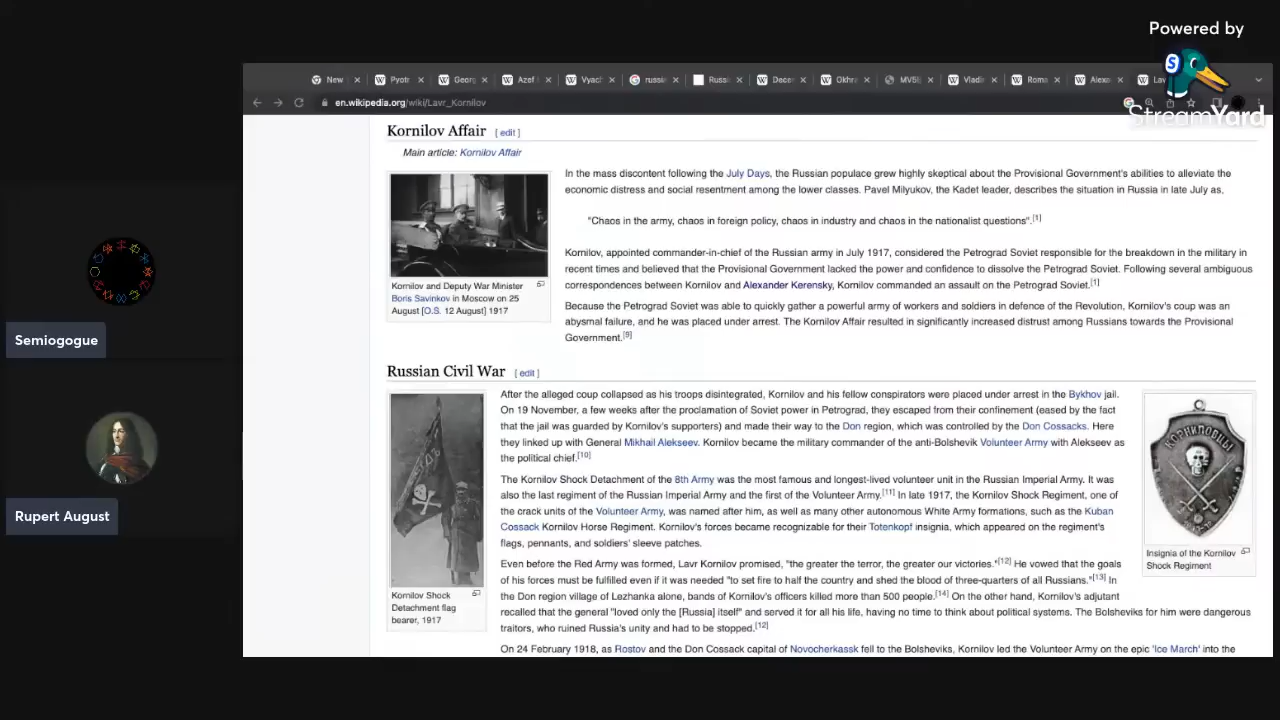 Powered by
S
StreamYard
New
Pyotr
Georg
Azef
Vyach
russia
Russi
Decer
Okhra
MV5B
Vladir
Roma
Alexa
Lav
en.wikipedia.org/wiki/Lavr_Kornilov
Kornilov Affair [ edit ]
Main article: Kornilov Affair
Kornilov and Deputy War Minister
Boris Savinkov in Moscow on 25
August [O.S. 12 August] 1917
In the mass discontent following the July Days, the Russian populace grew highly skeptical about the Provisional Government's abilities to alleviate the
economic distress and social resentment among the lower classes. Pavel Milyukov, the Kadet leader, describes the situation in Russia in late July as,
"Chaos in the army, chaos in foreign policy, chaos in industry and chaos in the nationalist questions".[1]
Kornilov, appointed commander-in-chief of the Russian army in July 1917, considered the Petrograd Soviet responsible for the breakdown in the military in
recent times and believed that the Provisional Government lacked the power and confidence to dissolve the Petrograd Soviet. Following several ambiguous
correspondences between Kornilov and Alexander Kerensky, Kornilov commanded an assault on the Petrograd Soviet.[1]
Because the Petrograd Soviet was able to quickly gather a powerful army of workers and soldiers in defence of the Revolution, Kornilov's coup was an
abysmal failure, and he was placed under arrest. The Kornilov Affair resulted in significantly increased distrust among Russians towards the Provisional
Government.[9]
Semiogogue
Rupert August
Russian Civil War [ edit ]
Kornilov Shock
Detachment flag
bearer, 1917
After the alleged coup collapsed as his troops disintegrated, Kornilov and his fellow conspirators were placed under arrest in the Bykhov jail.
On 19 November, a few weeks after the proclamation of Soviet power in Petrograd, they escaped from their confinement (eased by the fact
that the jail was guarded by Kornilov's supporters) and made their way to the Don region, which was controlled by the Don Cossacks. Here
they linked up with General Mikhail Alekseev. Kornilov became the military commander of the anti-Bolshevik Volunteer Army with Alekseev as
the political chief.[10]
The Kornilov Shock Detachment of the 8th Army was the most famous and longest-lived volunteer unit in the Russian Imperial Army. It was
also the last regiment of the Russian Imperial Army and the first of the Volunteer Army.[11] In late 1917, the Kornilov Shock Regiment, one of
the crack units of the Volunteer Army, was named after him, as well as many other autonomous White Army formations, such as the Kuban
Cossack Kornilov Horse Regiment. Kornilov's forces became recognizable for their Totenkopf insignia, which appeared on the regiment's
flags, pennants, and soldiers' sleeve patches.
КОРНИЛОВЦЫ
Insignia of the Kornilov
Shock Regiment
Even before the Red Army was formed, Lavr Kornilov promised, "the greater the terror, the greater our victories."[12] He vowed that the goals
of his forces must be fulfilled even if it was needed "to set fire to half the country and shed the blood of three-quarters of all Russians."[13] In
the Don region village of Lezhanka alone, bands of Kornilov's officers killed more than 500 people.[14] On the other hand, Kornilov's adjutant
recalled that the general "loved only the [Russia] itself" and served it for all his life, having no time to think about political systems. The Bolsheviks for him were dangerous
traitors, who ruined Russia's unity and had to be stopped.[12]
On 24 February 1918, as Rostov and the Don Cossack capital of Novocherkassk fell to the Bolsheviks, Kornilov led the Volunteer Army on the epic 'Ice March' into the